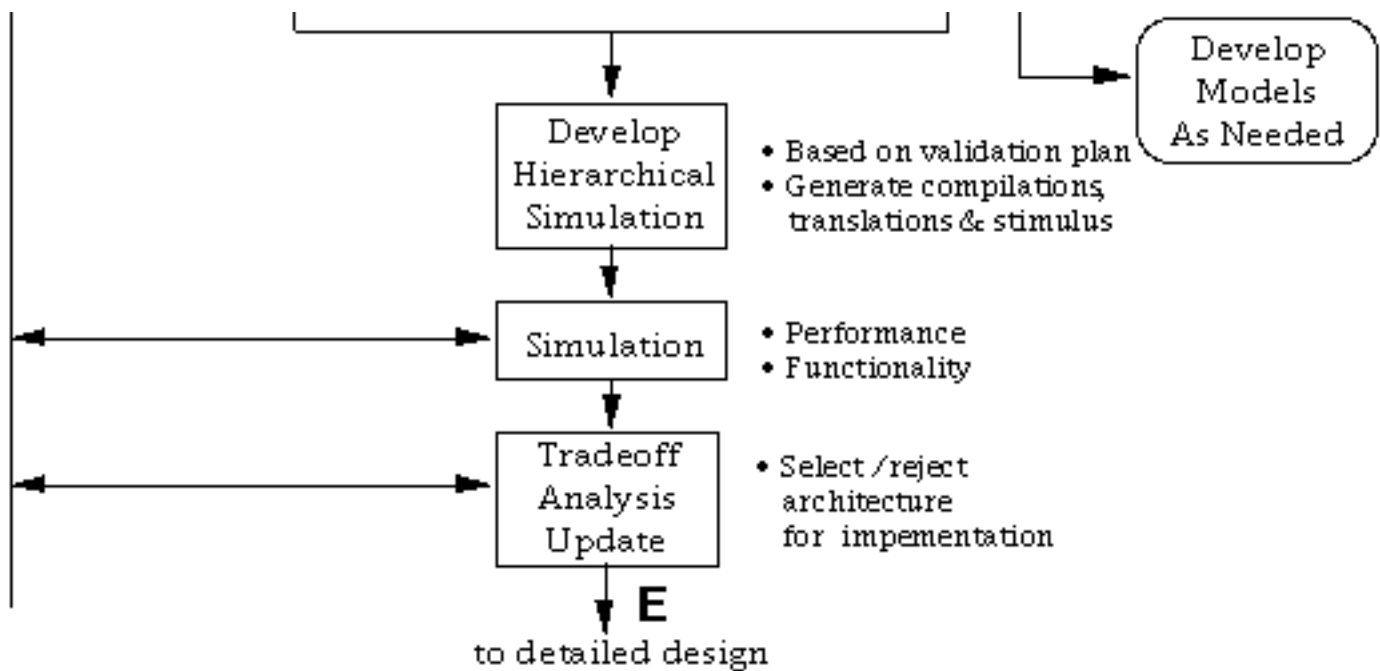 Develop
Models
As Needed
Develop
Hierarchical
Simulation
• Based on validation plan
• Generate compilations,
translations & stimulus
Simulation
• Performance
• Functionality
Tradeoff
Analysis
Update
• Select /reject
architecture
for impementation
E
to detailed design